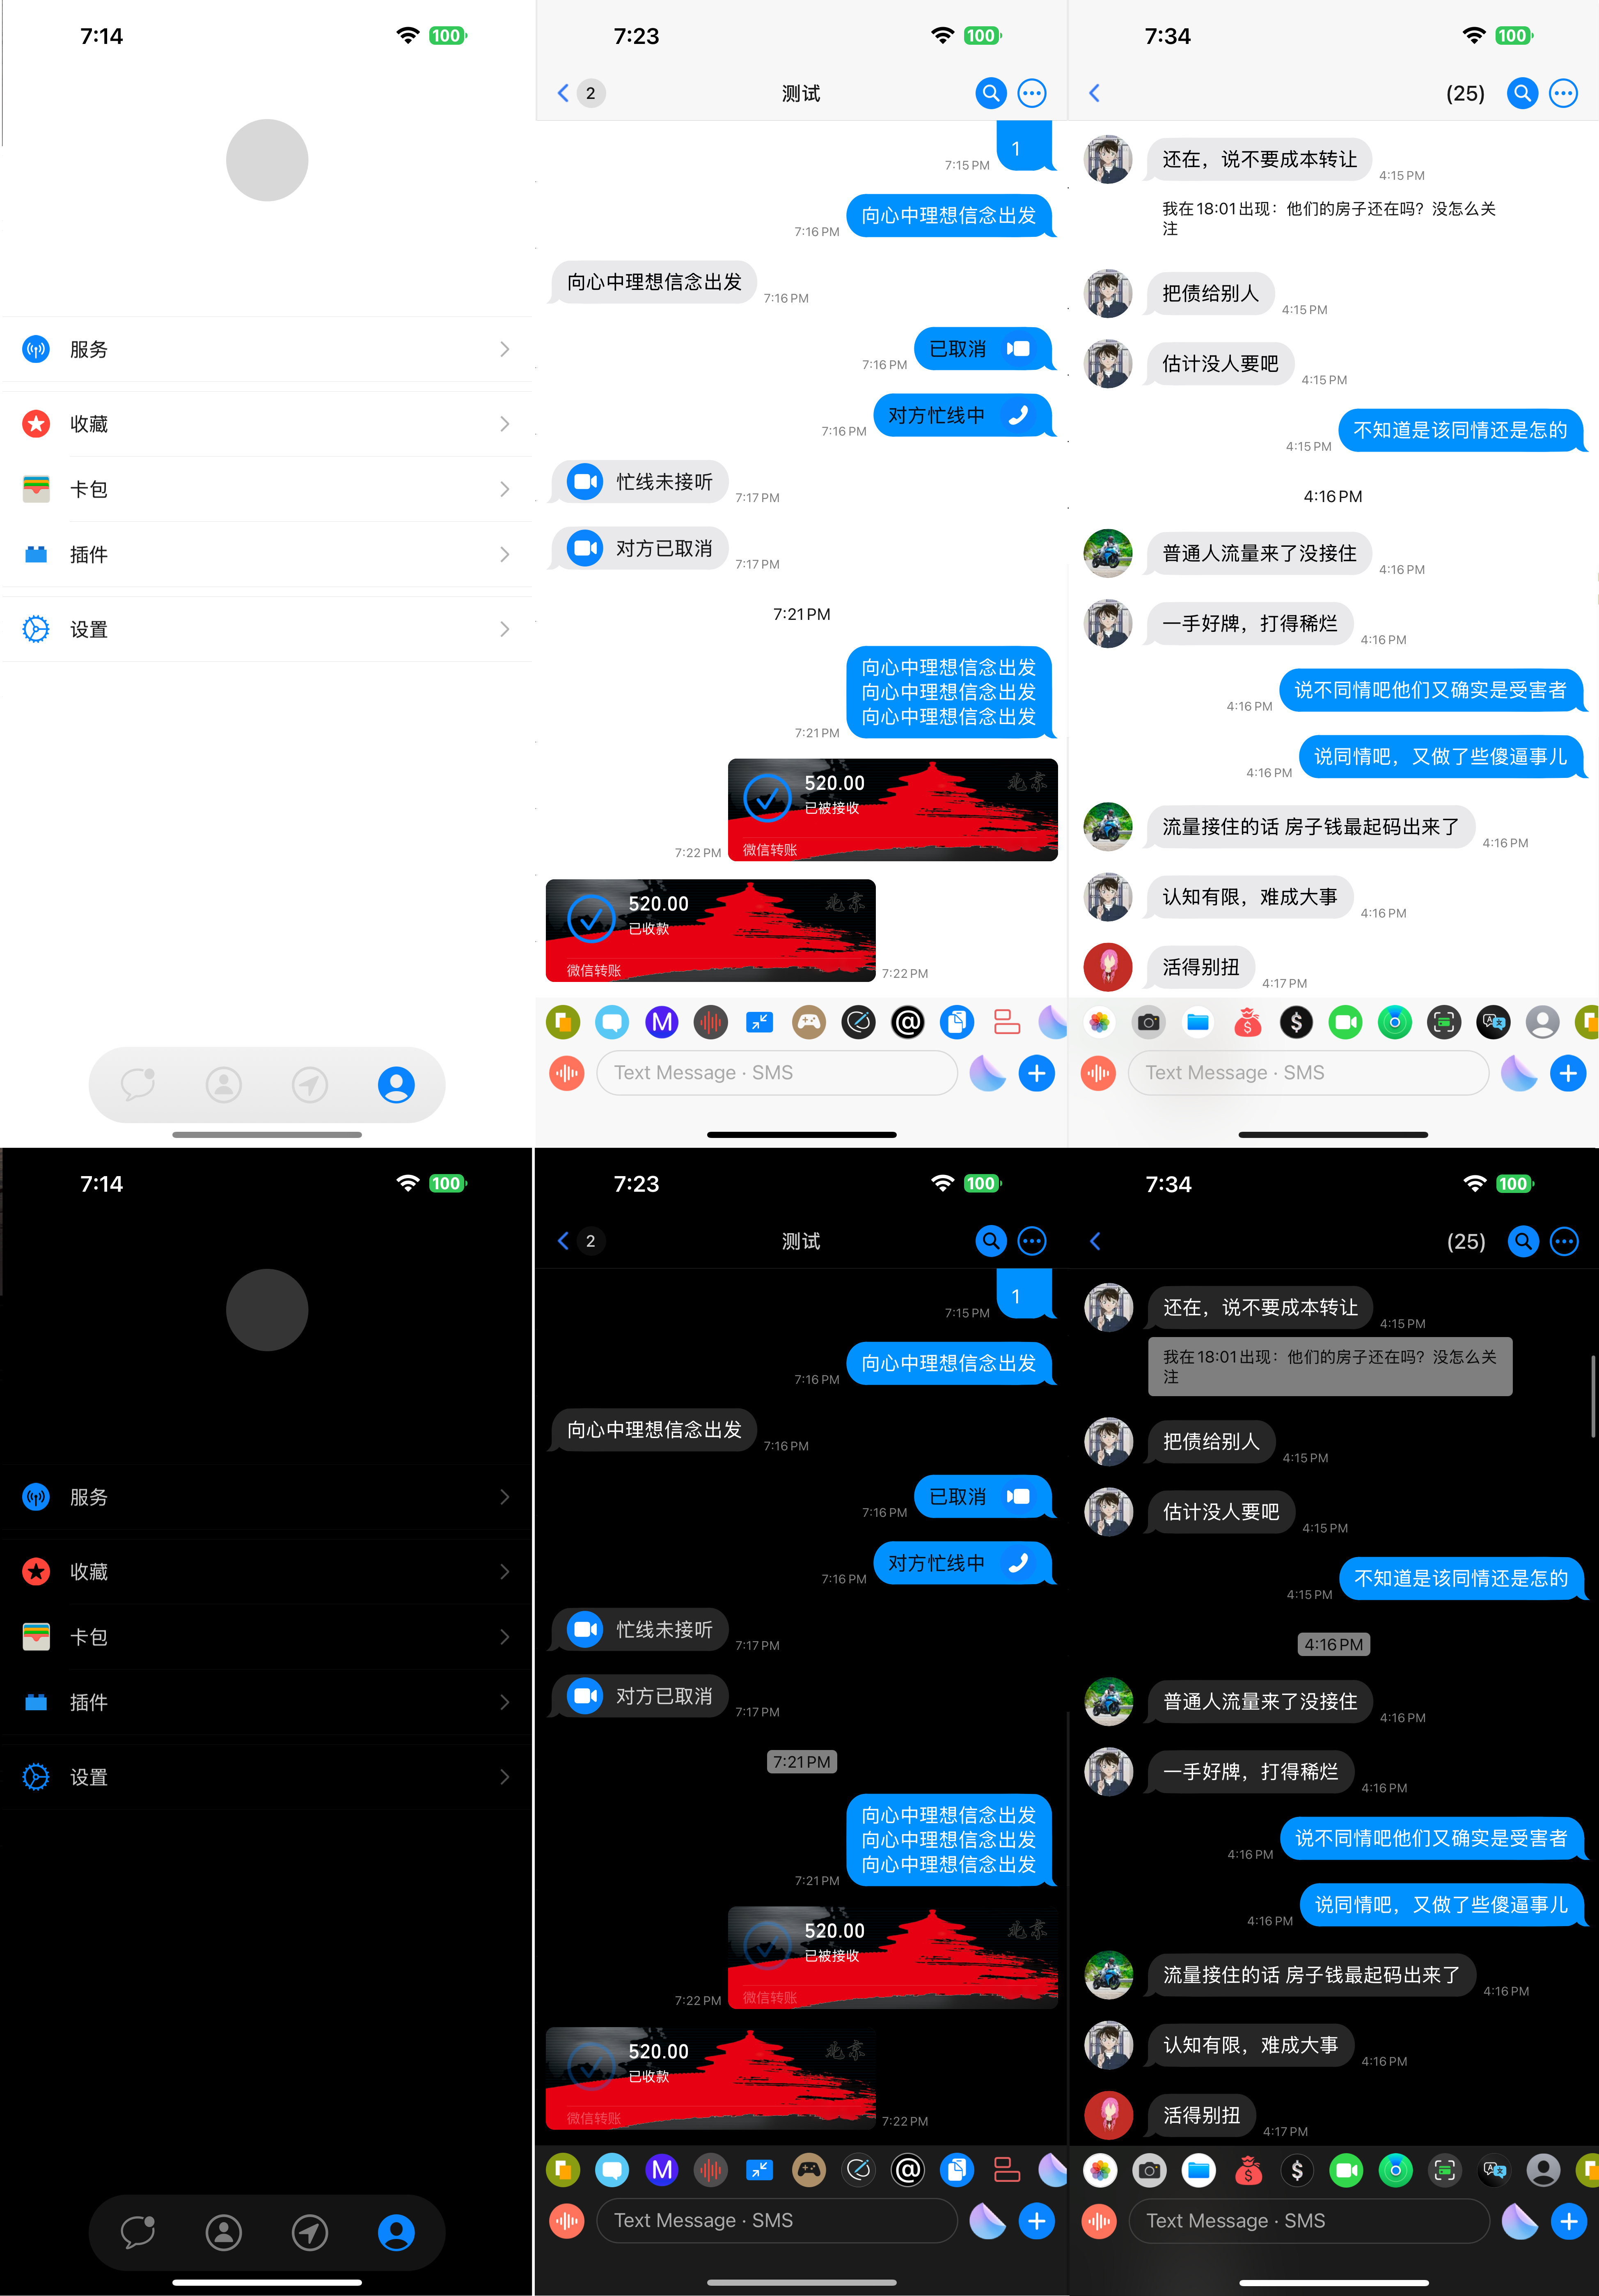 7:14
100
服务
收藏
卡包
插件
设置
7:23
100
2
测试
1
7:15 PM
向心中理想信念出发
7:16 PM
向心中理想信念出发
7:16 PM
已取消
7:16 PM
对方忙线中
7:16 PM
忙线未接听
7:17 PM
对方已取消
7:17 PM
7:21 PM
向心中理想信念出发
向心中理想信念出发
向心中理想信念出发
7:21 PM
520.00
已被接收
北京
微信转账
7:22 PM
520.00
已收款
北京
微信转账
7:22 PM
Text Message · SMS
7:34
100
(25)
还在，说不要成本转让
4:15 PM
我在18:01出现：他们的房子还在吗？没怎么关
注
把债给别人
4:15 PM
估计没人要吧
4:15 PM
不知道是该同情还是怎的
4:15 PM
4:16 PM
普通人流量来了没接住
4:16 PM
一手好牌，打得稀烂
4:16 PM
说不同情吧他们又确实是受害者
4:16 PM
说同情吧，又做了些傻逼事儿
4:16 PM
流量接住的话 房子钱最起码出来了
4:16 PM
认知有限，难成大事
4:16 PM
活得别扭
4:17 PM
Text Message · SMS
7:14
100
服务
收藏
卡包
插件
设置
7:23
100
2
测试
1
7:15 PM
向心中理想信念出发
7:16 PM
向心中理想信念出发
7:16 PM
已取消
7:16 PM
对方忙线中
7:16 PM
忙线未接听
7:17 PM
对方已取消
7:17 PM
7:21 PM
向心中理想信念出发
向心中理想信念出发
向心中理想信念出发
7:21 PM
520.00
已被接收
北京
微信转账
7:22 PM
520.00
已收款
北京
微信转账
7:22 PM
Text Message · SMS
7:34
100
(25)
还在，说不要成本转让
4:15 PM
我在18:01出现：他们的房子还在吗？没怎么关
注
把债给别人
4:15 PM
估计没人要吧
4:15 PM
不知道是该同情还是怎的
4:15 PM
4:16 PM
普通人流量来了没接住
4:16 PM
一手好牌，打得稀烂
4:16 PM
说不同情吧他们又确实是受害者
4:16 PM
说同情吧，又做了些傻逼事儿
4:16 PM
流量接住的话 房子钱最起码出来了
4:16 PM
认知有限，难成大事
4:16 PM
活得别扭
4:17 PM
Text Message · SMS